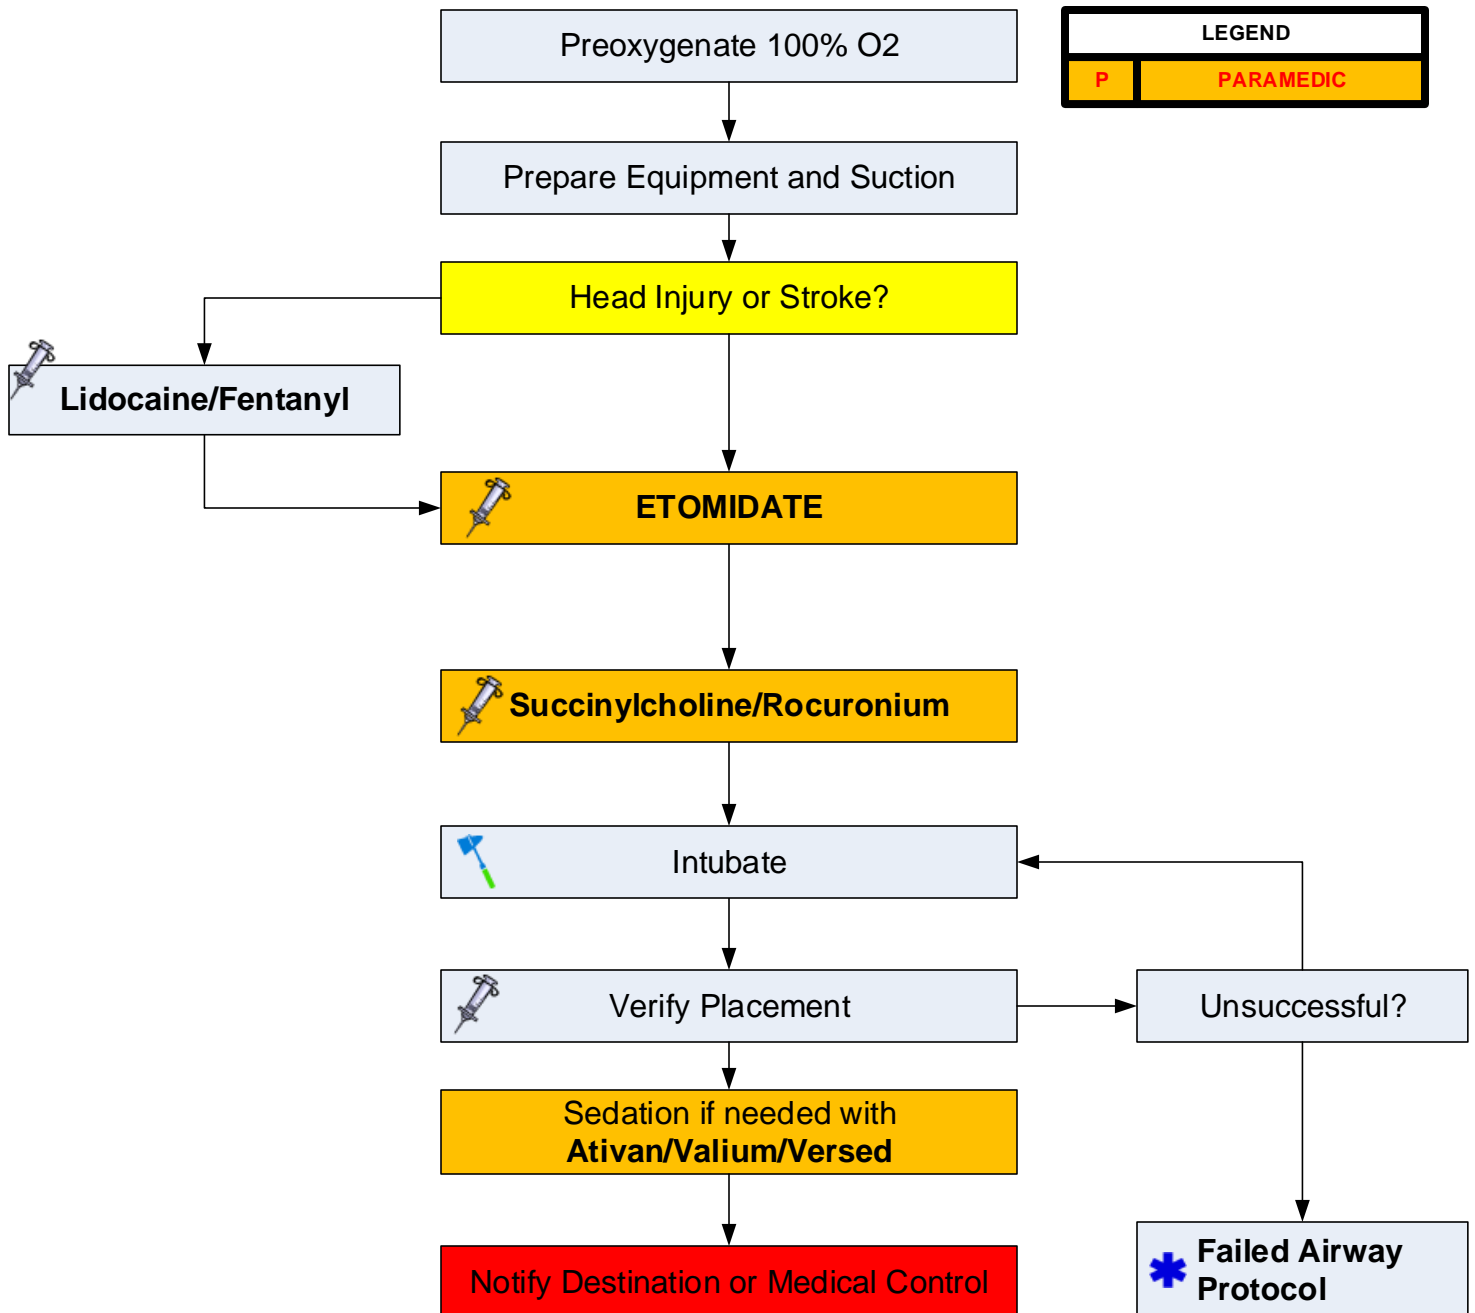 Preoxygenate 100% O2
LEGEND
P PARAMEDIC
Prepare Equipment and Suction
Head Injury or Stroke?
Lidocaine/Fentanyl
ETOMIDATE
Succinylcholine/Rocuronium
Intubate
Verify Placement
Unsuccessful?
Sedation if needed with
Ativan/Valium/Versed
Notify Destination or Medical Control
Failed Airway
Protocol